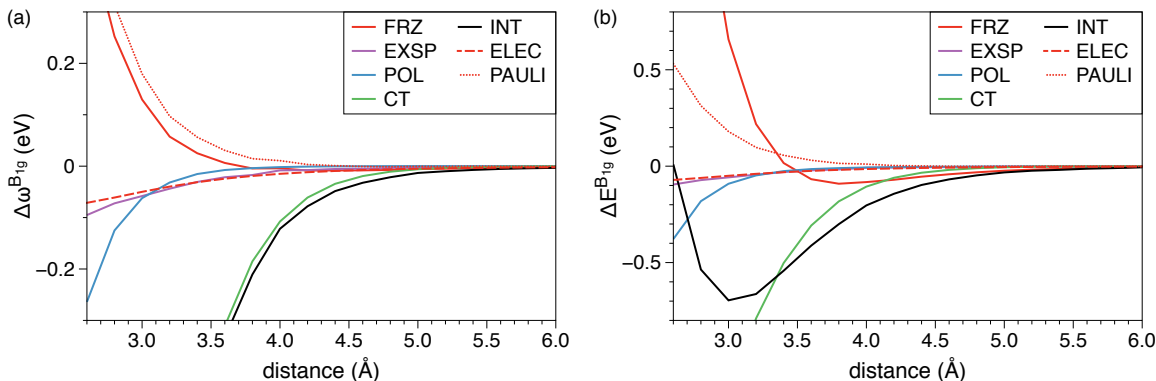 (a)
FRZ
EXSP
POL
CT
INT
ELEC
PAULI
Δω^B1g (eV)
0.2
0
−0.2
3.0 3.5 4.0 4.5 5.0 5.5 6.0
distance (Å)
(b)
FRZ
EXSP
POL
CT
INT
ELEC
PAULI
ΔE^B1g (eV)
0.5
0
−0.5
3.0 3.5 4.0 4.5 5.0 5.5 6.0
distance (Å)